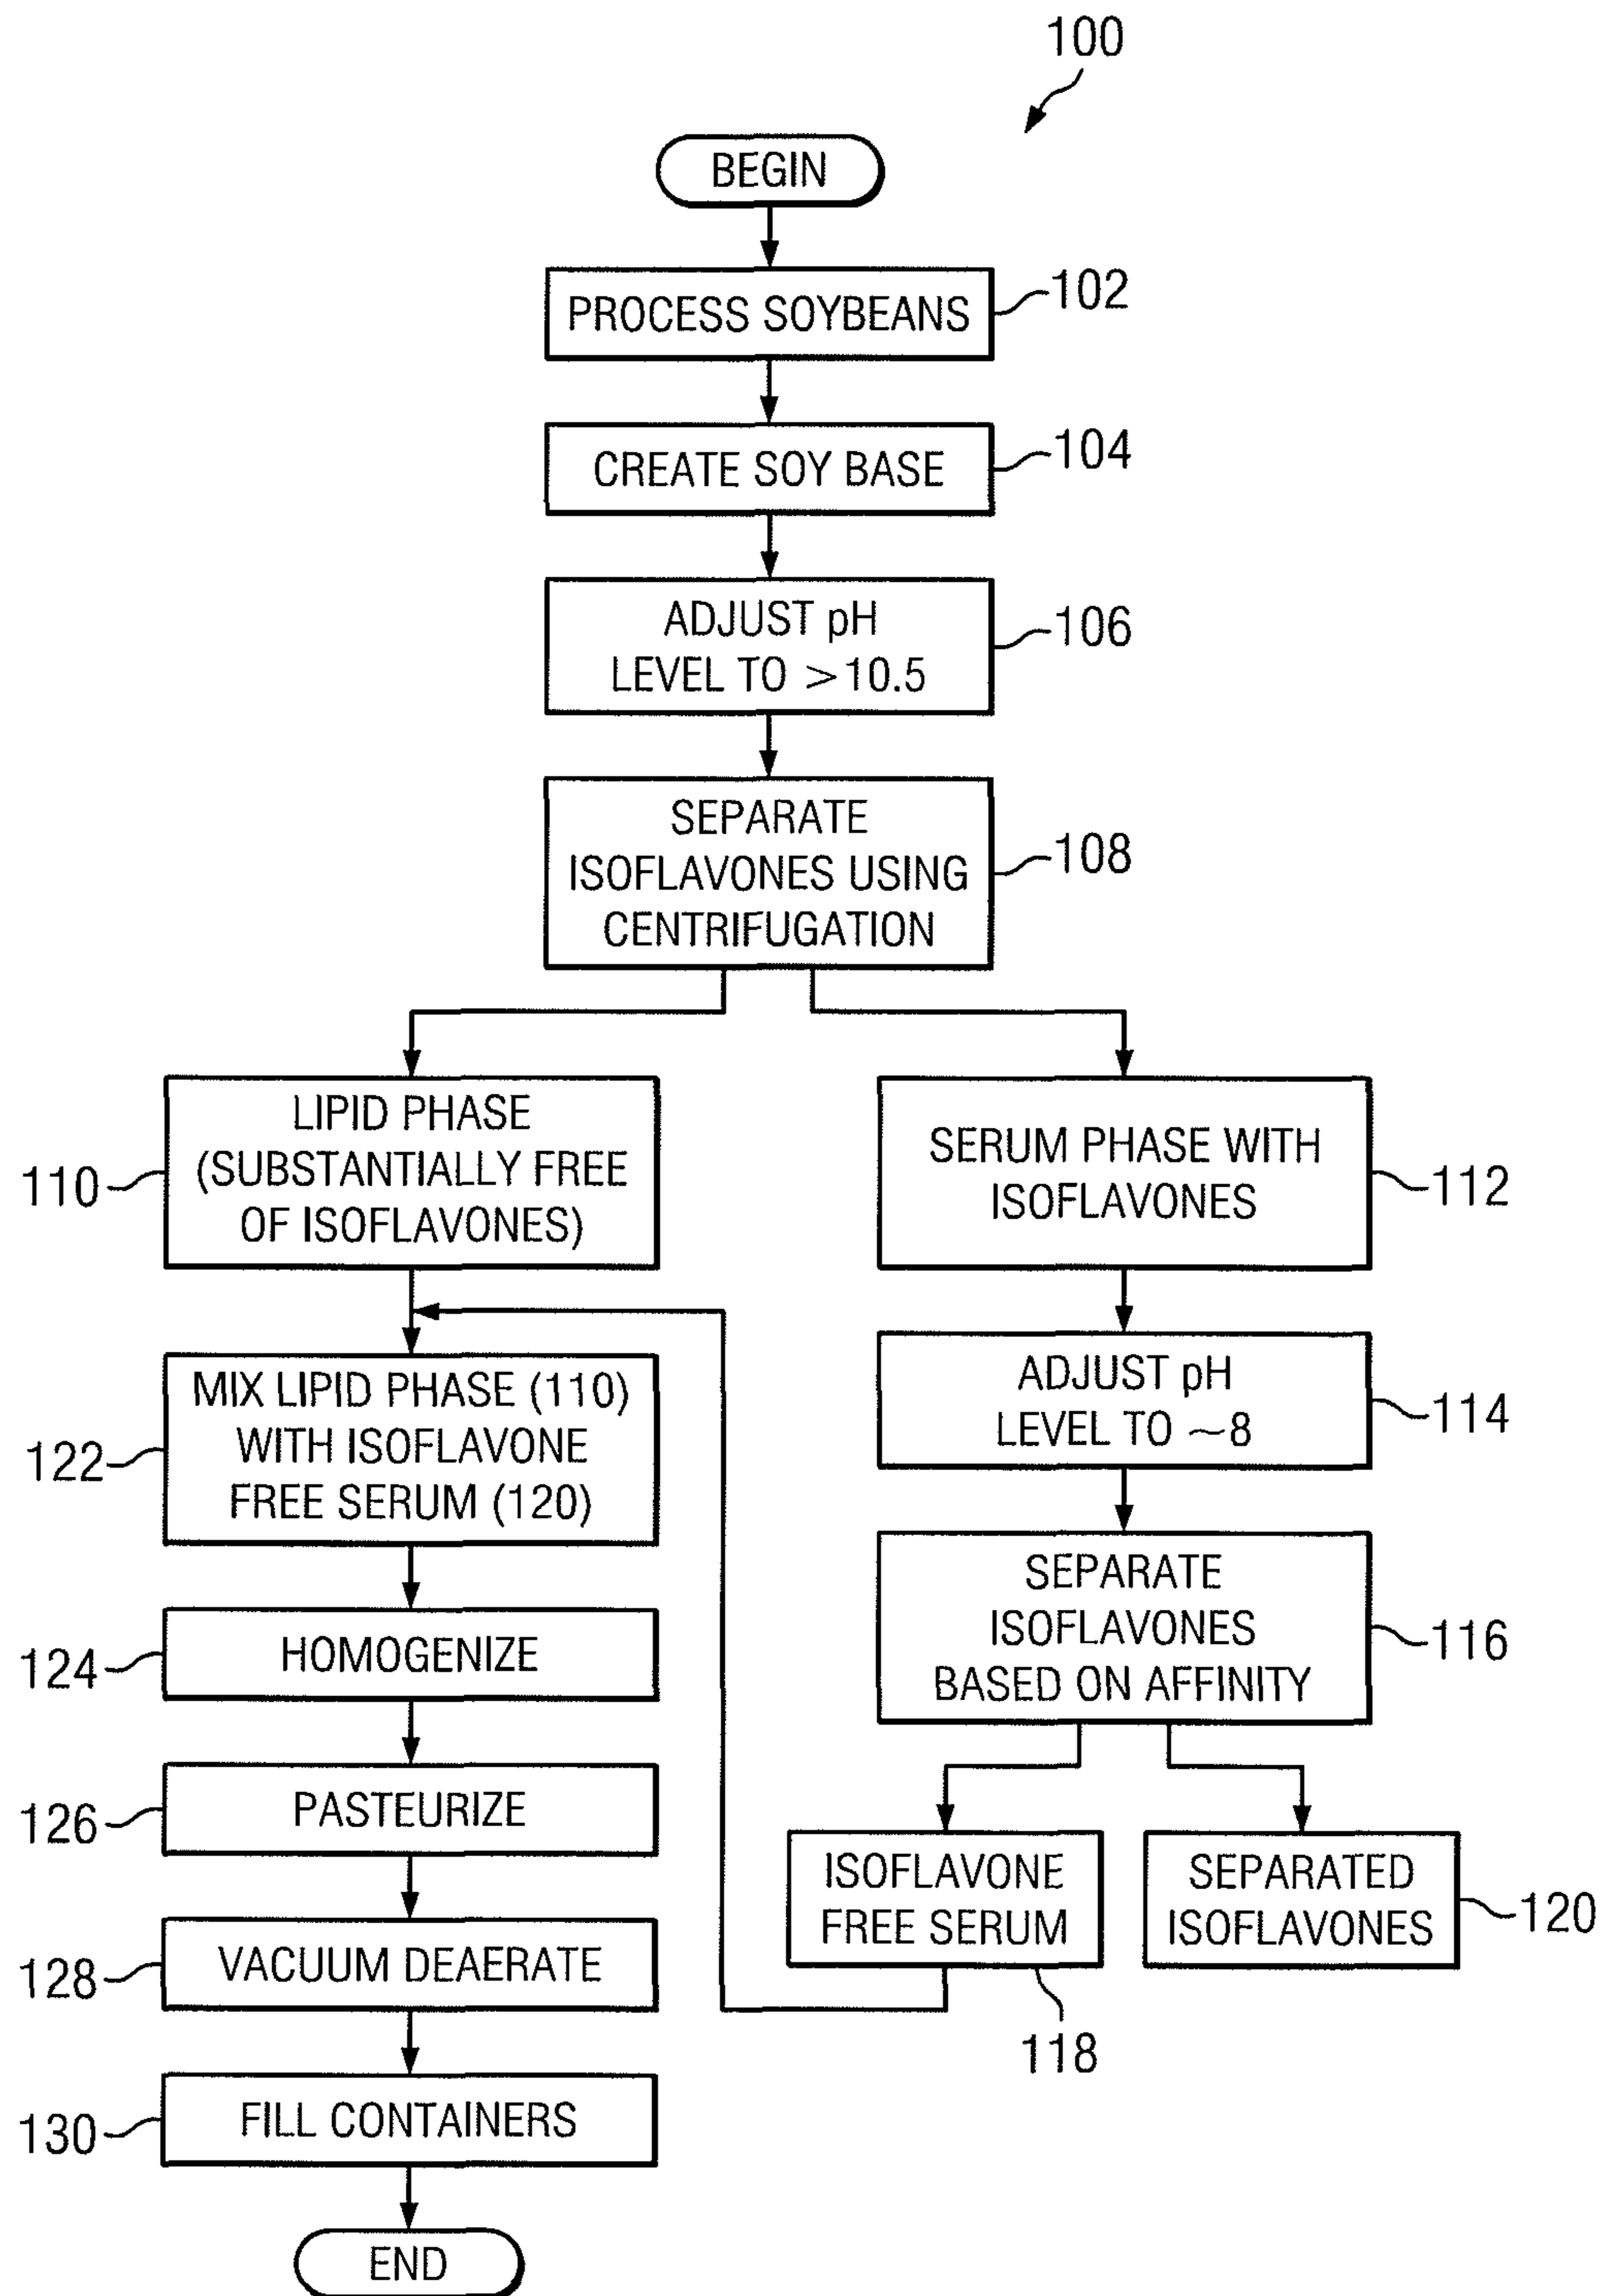 100
BEGIN
PROCESS SOYBEANS
102
CREATE SOY BASE
104
ADJUST pH
LEVEL TO >10.5
106
SEPARATE
ISOFLAVONES USING
CENTRIFUGATION
108
LIPID PHASE
(SUBSTANTIALLY FREE
OF ISOFLAVONES)
110
SERUM PHASE WITH
ISOFLAVONES
112
MIX LIPID PHASE (110)
WITH ISOFLAVONE
FREE SERUM (120)
122
ADJUST pH
LEVEL TO ~8
114
SEPARATE
ISOFLAVONES
BASED ON AFFINITY
116
HOMOGENIZE
124
PASTEURIZE
126
ISOFLAVONE
FREE SERUM
118
SEPARATED
ISOFLAVONES
120
VACUUM DEAERATE
128
FILL CONTAINERS
130
END